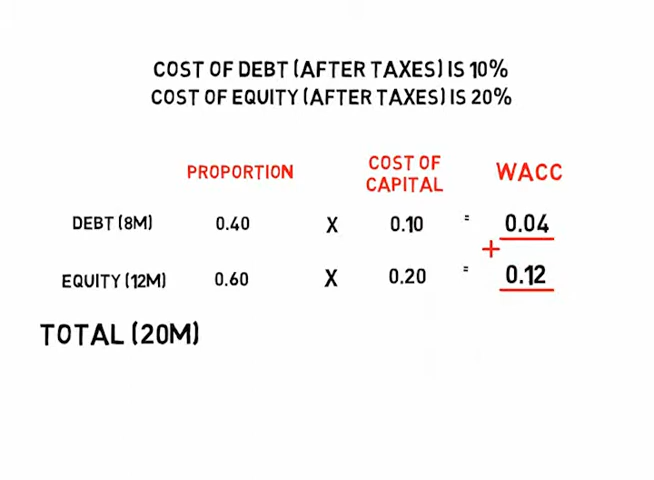 COST OF DEBT (AFTER TAXES) IS 10%
COST OF EQUITY (AFTER TAXES) IS 20%
PROPORTION COST OF CAPITAL WACC
DEBT (8M) 0.40 X 0.10 = 0.04
+
EQUITY (12M) 0.60 X 0.20 = 0.12
TOTAL (20M)